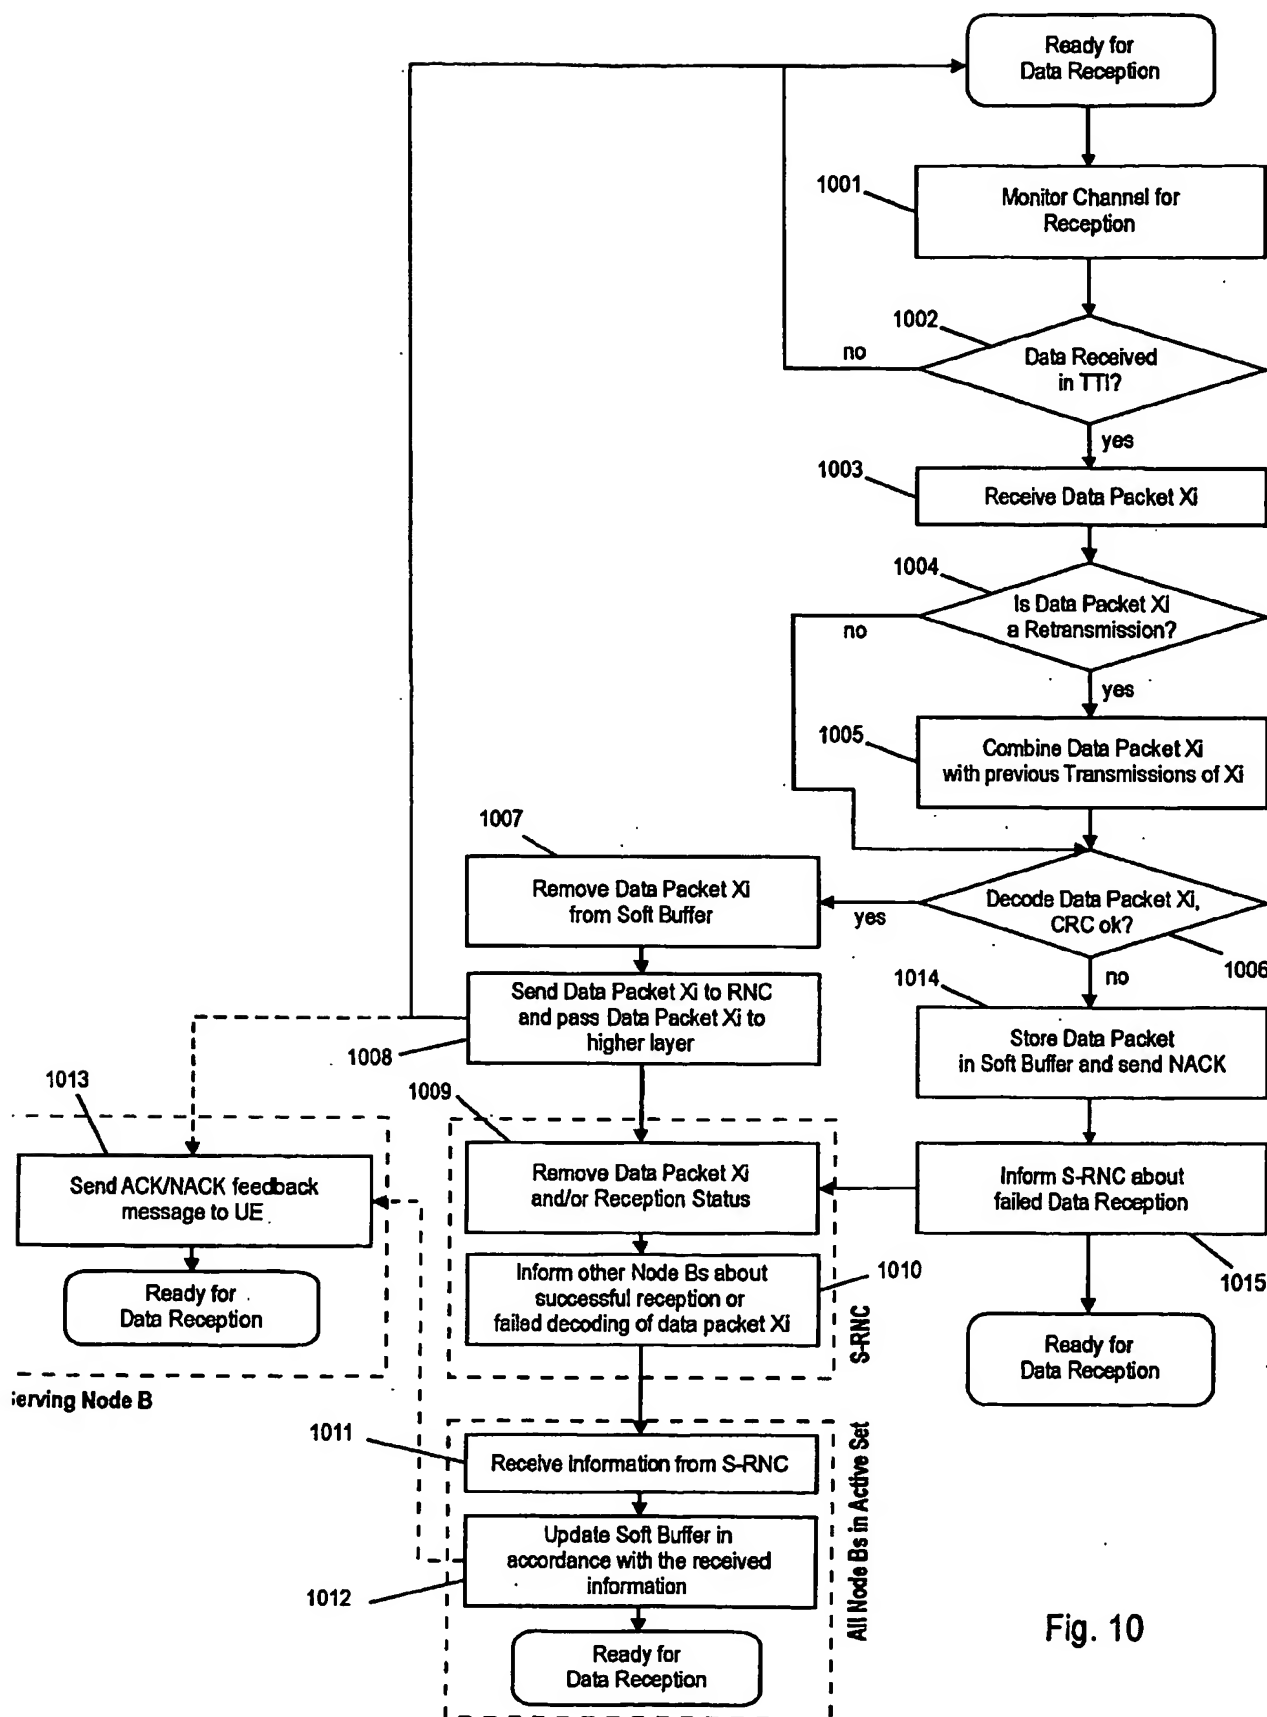 Ready for
Data Reception
1001
Monitor Channel for
Reception
1002
Data Received
in TTI?
no
yes
1003
Receive Data Packet Xi
1004
Is Data Packet Xi
a Retransmission?
no
yes
1005
Combine Data Packet Xi
with previous Transmissions of Xi
1007
Remove Data Packet Xi
from Soft Buffer
yes
Decode Data Packet Xi,
CRC ok?
1006
no
Send Data Packet Xi to RNC
and pass Data Packet Xi to
higher layer
1008
1014
Store Data Packet
in Soft Buffer and send NACK
1013
Send ACK/NACK feedback
message to UE
Ready for
Data Reception
erving Node B
1009
Remove Data Packet Xi
and/or Reception Status
Inform other Node Bs about
successful reception or
failed decoding of data packet Xi
1010
S-RNC
Inform S-RNC about
failed Data Reception
1015
Ready for
Data Reception
1011
Receive Information from S-RNC
Update Soft Buffer in
accordance with the received
information
1012
Ready for
Data Reception
All Node Bs in Active Set
Fig. 10